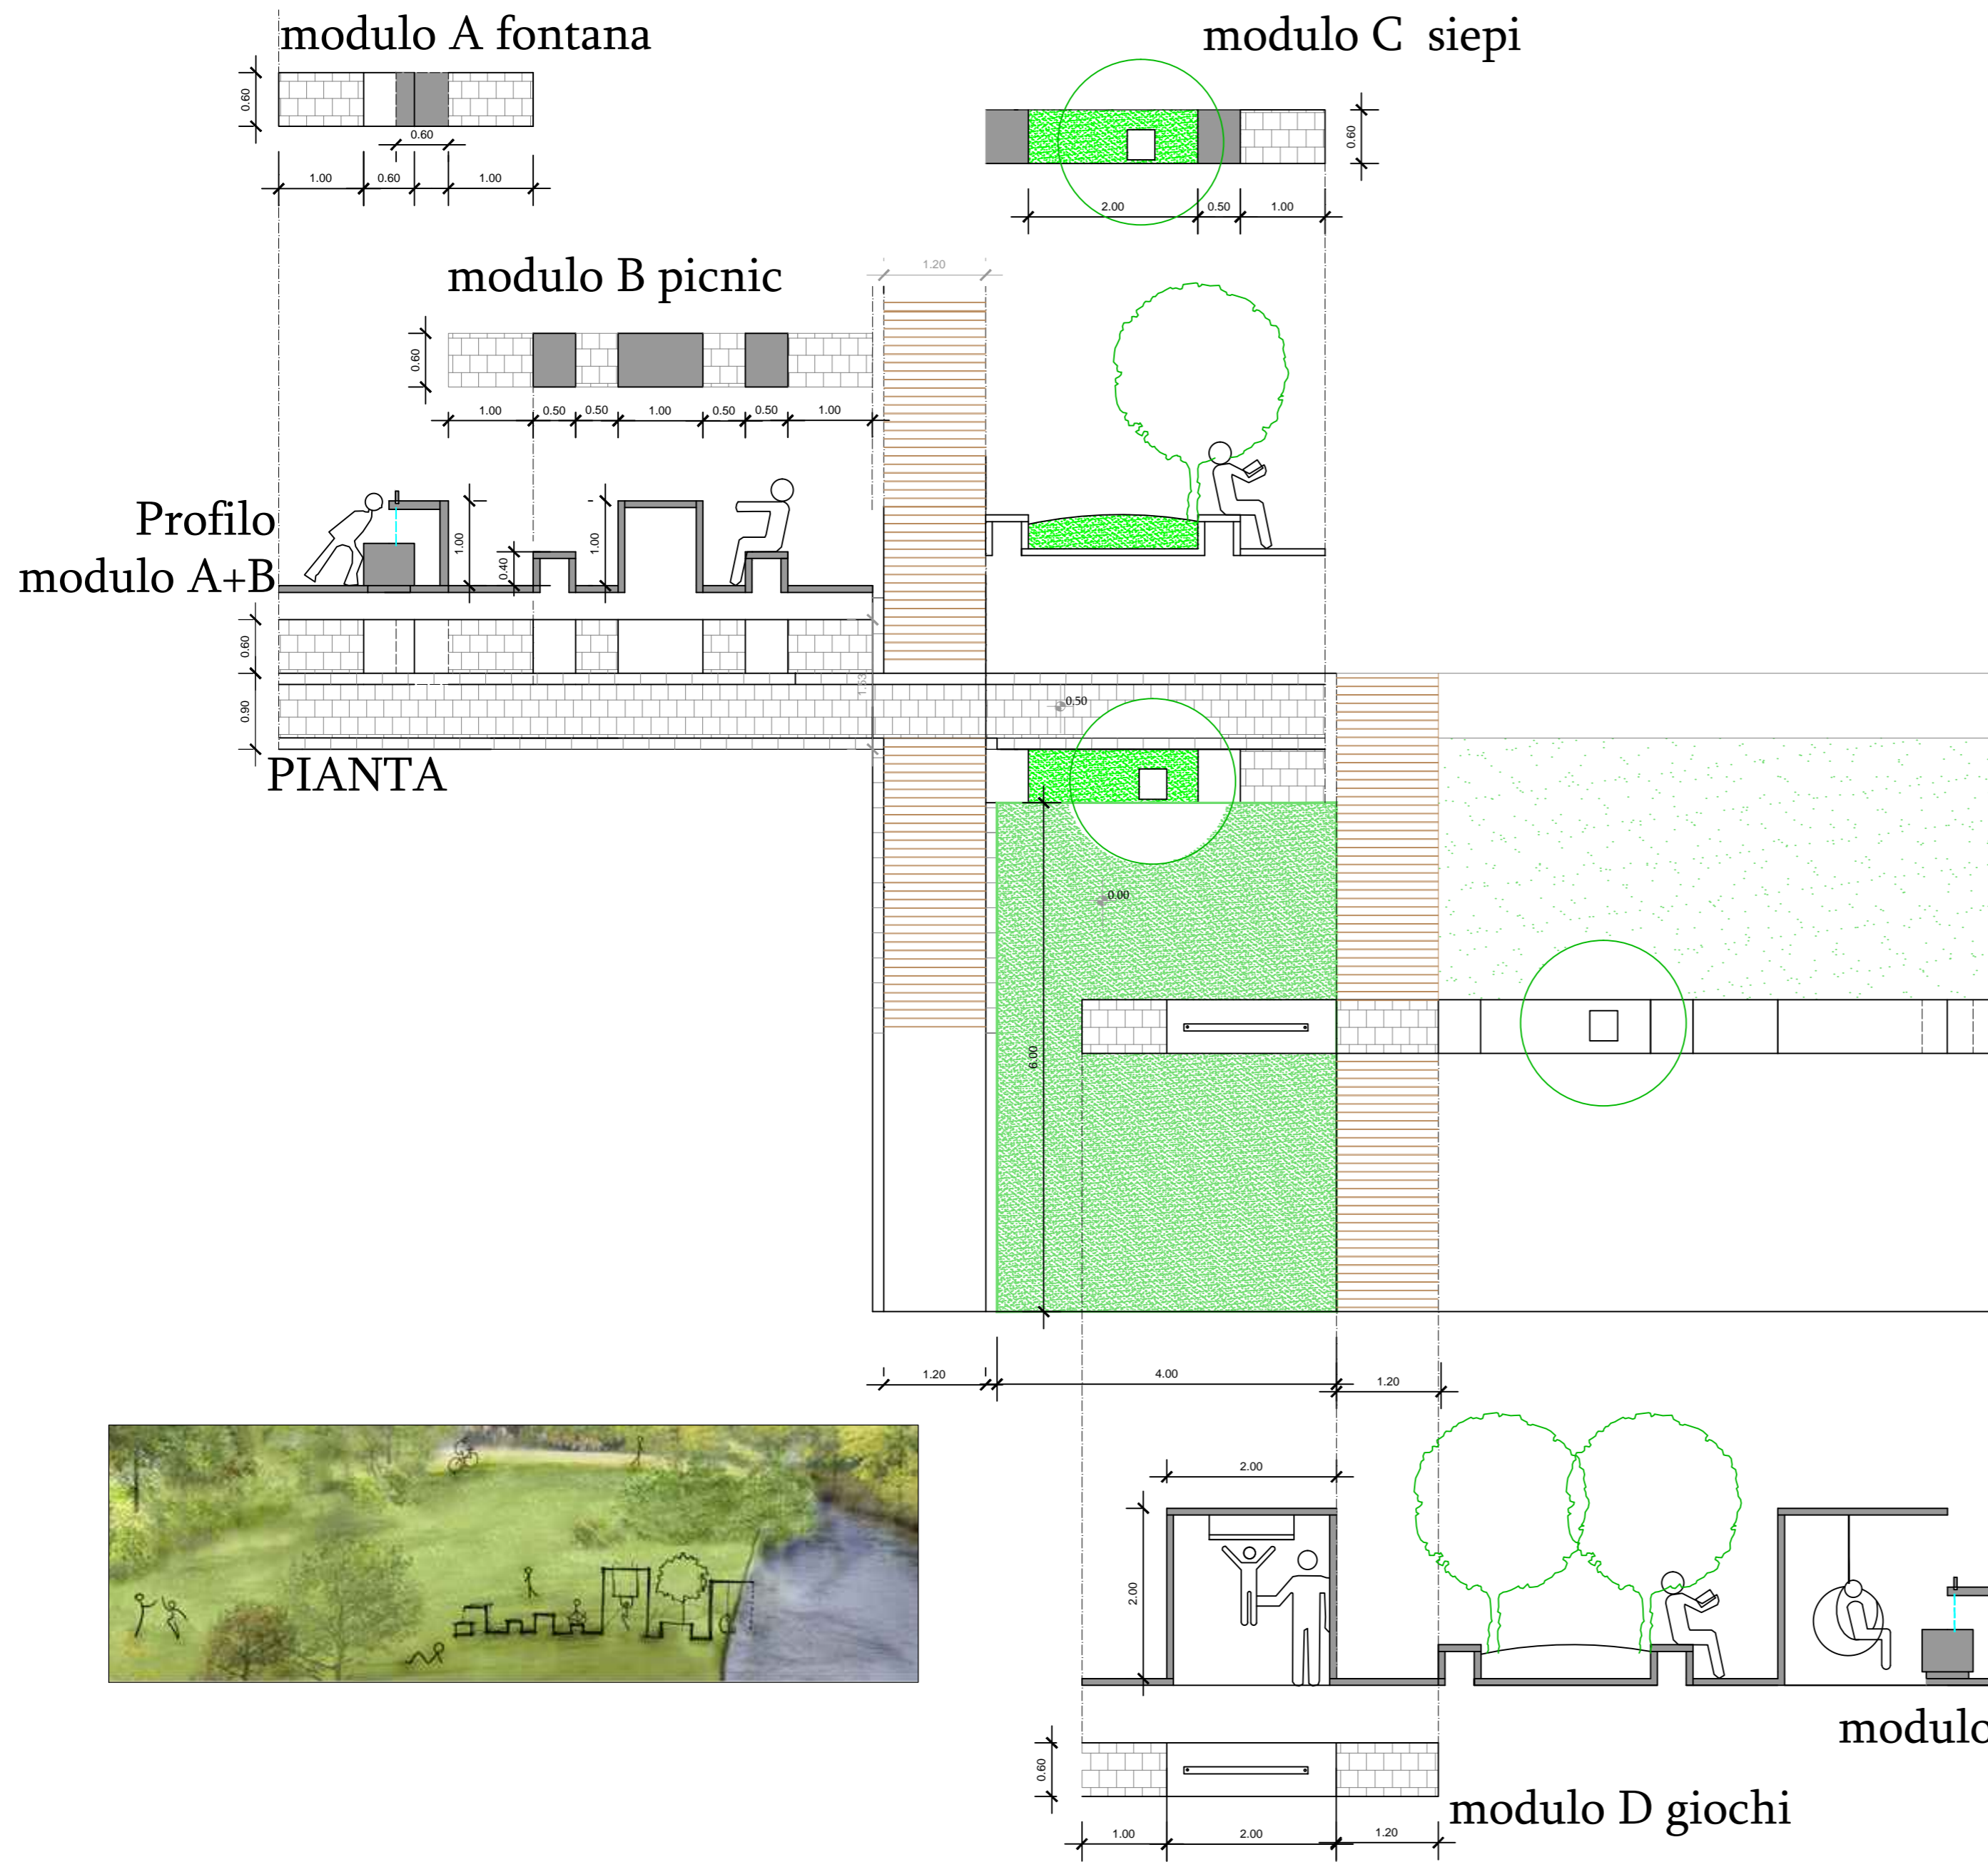 modulo A fontana
modulo C siepi
0.60
0.60
1.00 0.60 1.00
0.60
2.00 0.50 1.00
modulo B picnic
1.20
0.60
1.00 0.50 0.50 1.00 0.50 0.50 1.00
Profilo
modulo A+B
1.00
0.40
1.00
0.60
0.90
1.53
0.50
PIANTA
0.00
6.00
1.20 4.00 1.20
2.00
2.00
modulo
0.60
modulo D giochi
1.00 2.00 1.20